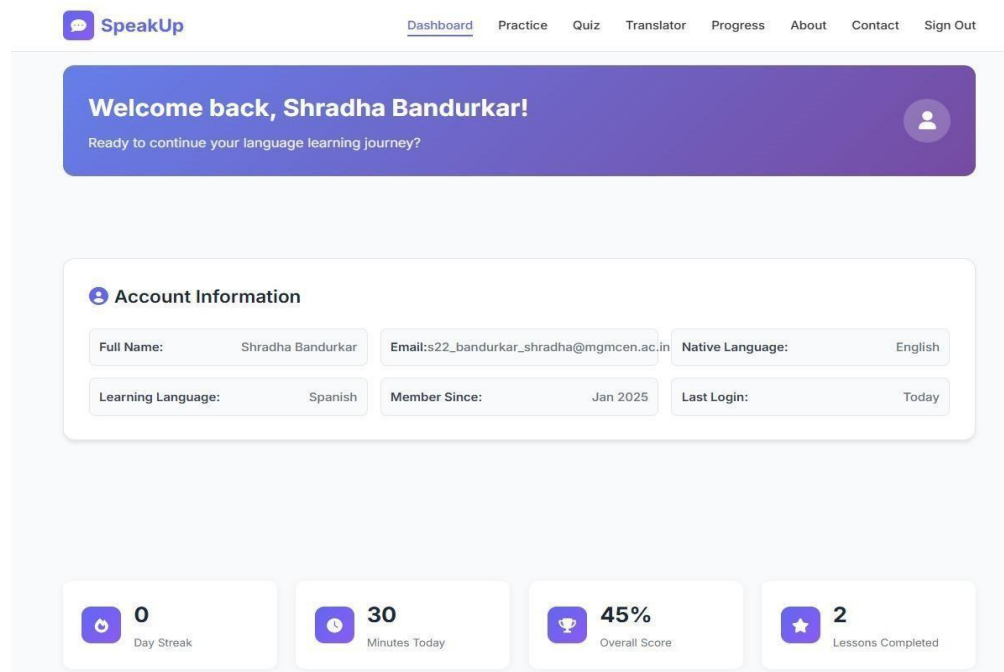 SpeakUp Dashboard Practice Quiz Translator Progress About Contact Sign Out
Welcome back, Shradha Bandurkar!
Ready to continue your language learning journey?
Account Information
Full Name: Shradha Bandurkar Email:s22_bandurkar_shradha@mgmcen.ac.in Native Language: English
Learning Language: Spanish Member Since: Jan 2025 Last Login: Today
0 30 45% 2
Day Streak Minutes Today Overall Score Lessons Completed